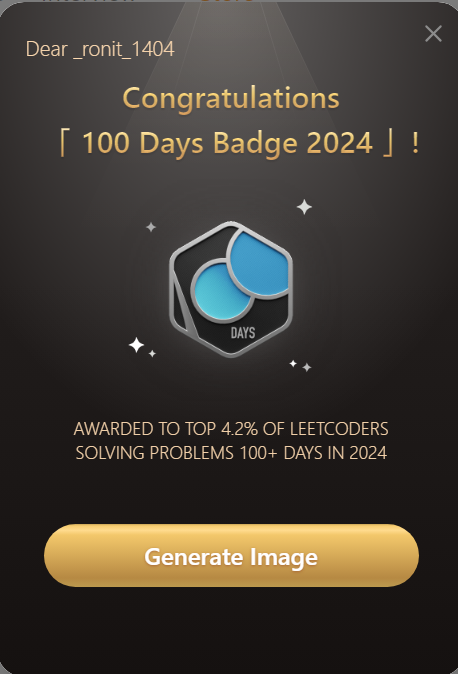 Dear _ronit_1404
Congratulations
「 100 Days Badge 2024 」 !
DAYS
AWARDED TO TOP 4.2% OF LEETCODERS
SOLVING PROBLEMS 100+ DAYS IN 2024
Generate Image